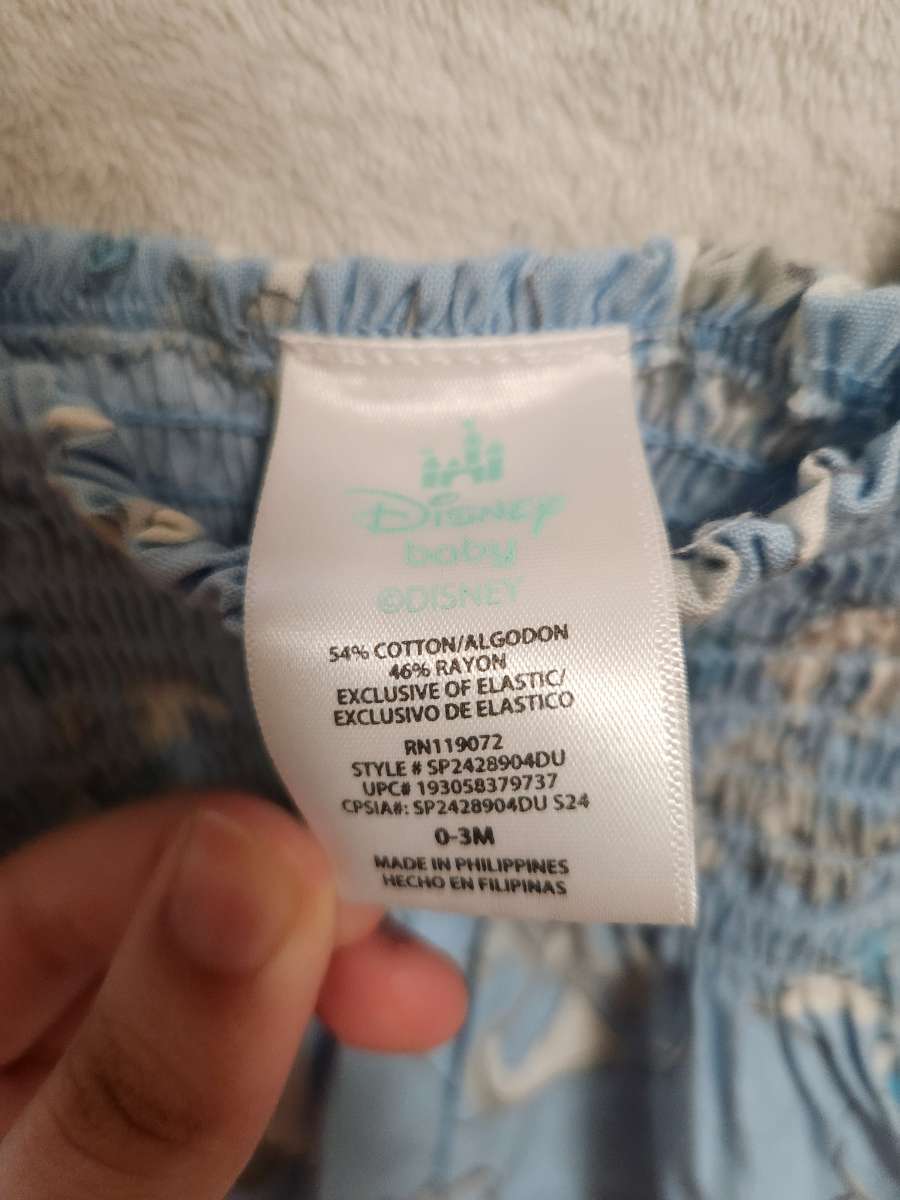 Disney
baby
©DISNEY
54% COTTON/ALGODON
46% RAYON
EXCLUSIVE OF ELASTIC/
EXCLUSIVO DE ELASTICO
RN119072
STYLE # SP2428904DU
UPC# 193058379737
CPSIA#: SP2428904DU S24
0-3M
MADE IN PHILIPPINES
HECHO EN FILIPINAS